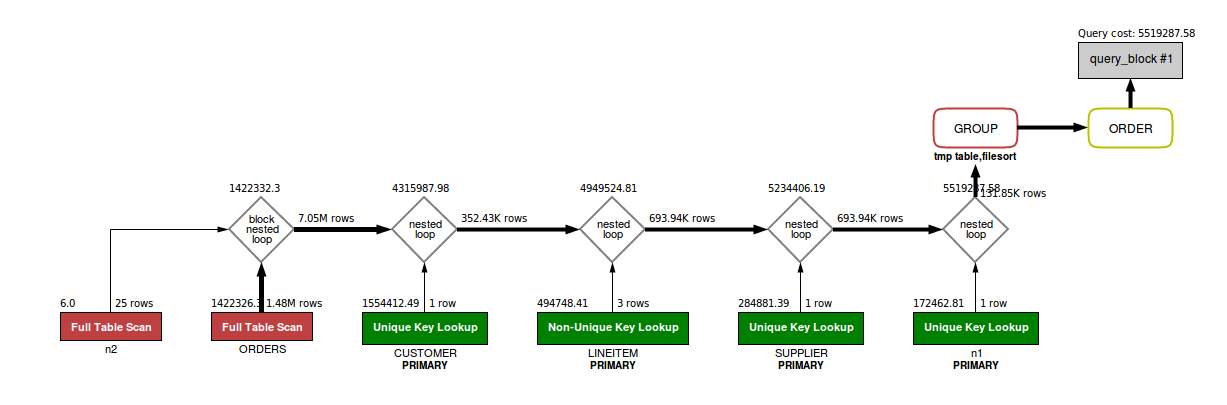 Query cost: 5519287.58
query_block #1
GROUP
ORDER
tmp table,filesort
1422332.3
4315987.98
4949524.81
5234406.19
5519287.58
131.85K rows
block
nested
loop
7.05M rows
nested
loop
352.43K rows
nested
loop
693.94K rows
nested
loop
693.94K rows
nested
loop
6.0
25 rows
1422326.3
1.48M rows
1554412.49
1 row
494748.41
3 rows
284881.39
1 row
172462.81
1 row
Full Table Scan
Full Table Scan
Unique Key Lookup
Non-Unique Key Lookup
Unique Key Lookup
Unique Key Lookup
n2
ORDERS
CUSTOMER
LINEITEM
SUPPLIER
n1
PRIMARY
PRIMARY
PRIMARY
PRIMARY